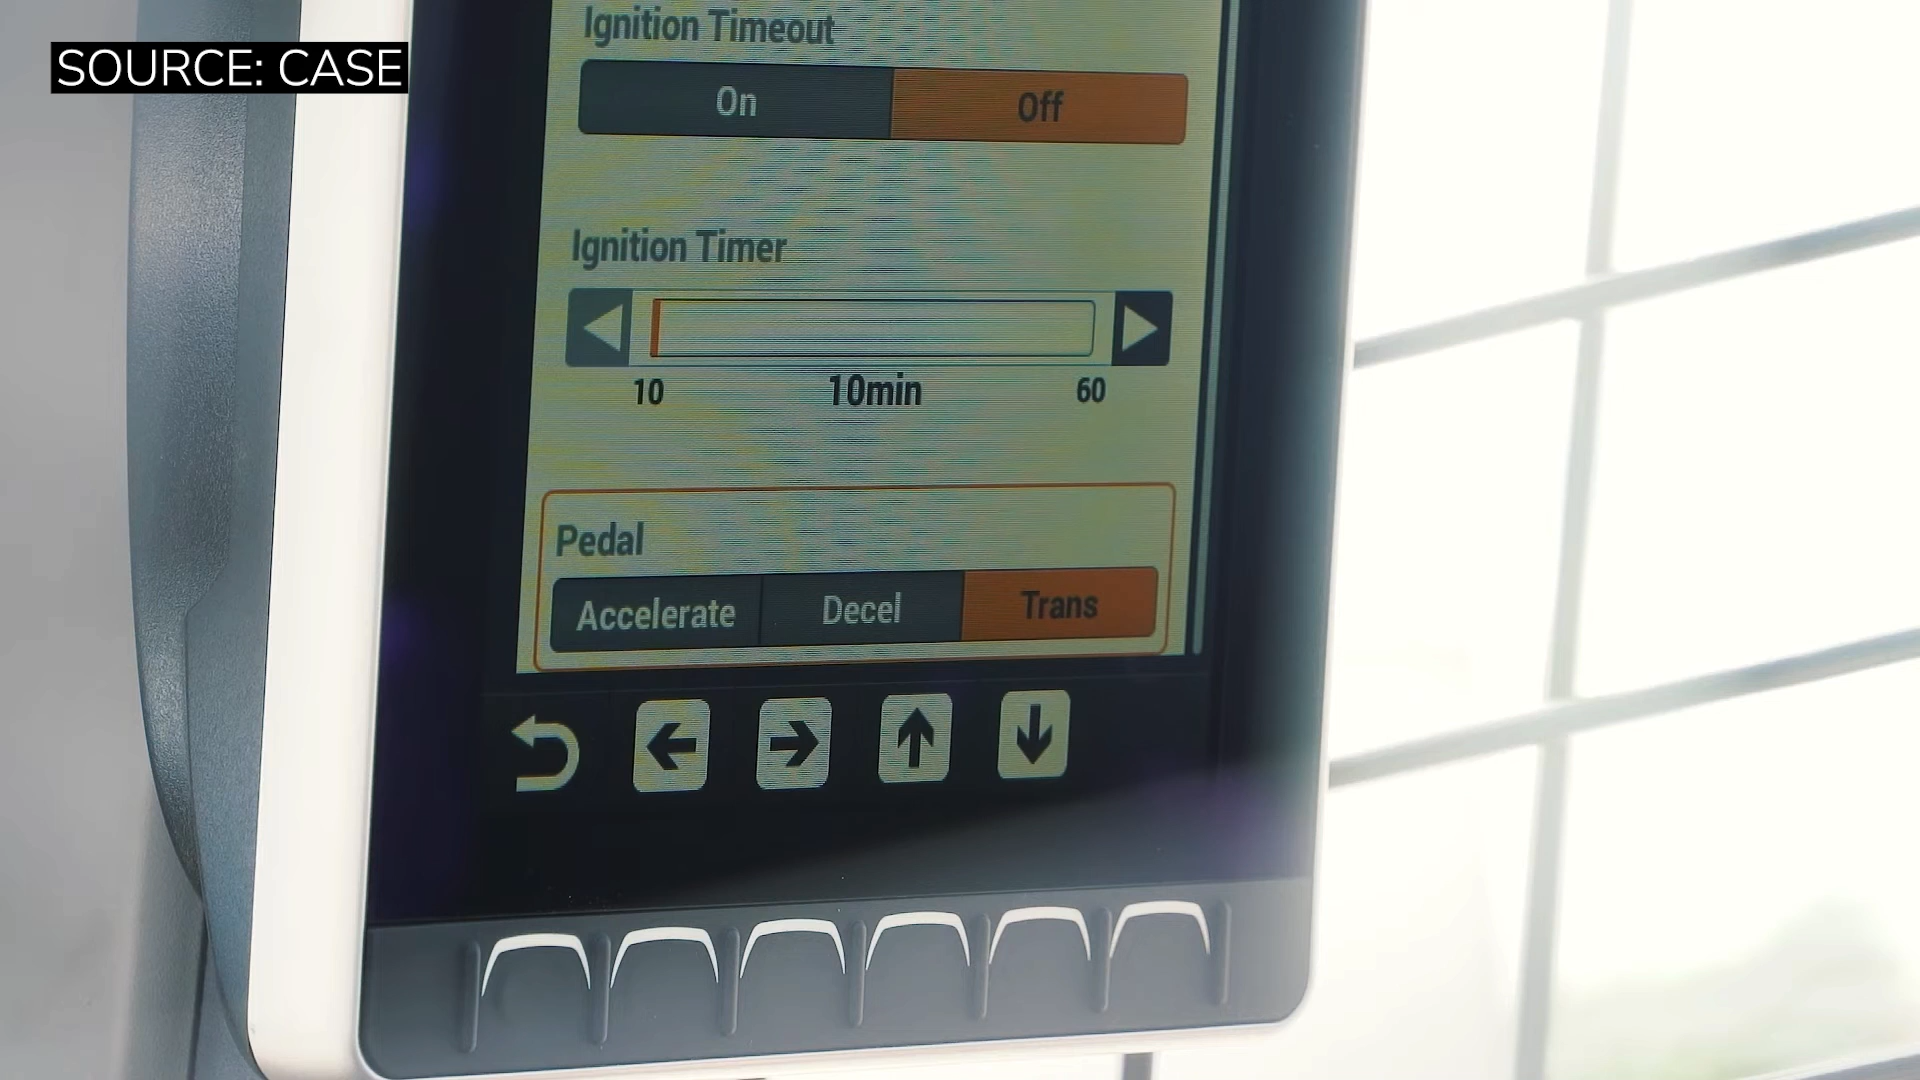 SOURCE: CASE
Ignition Timeout
On Off
Ignition Timer
10 10min 60
Pedal
Accelerate Decel Trans